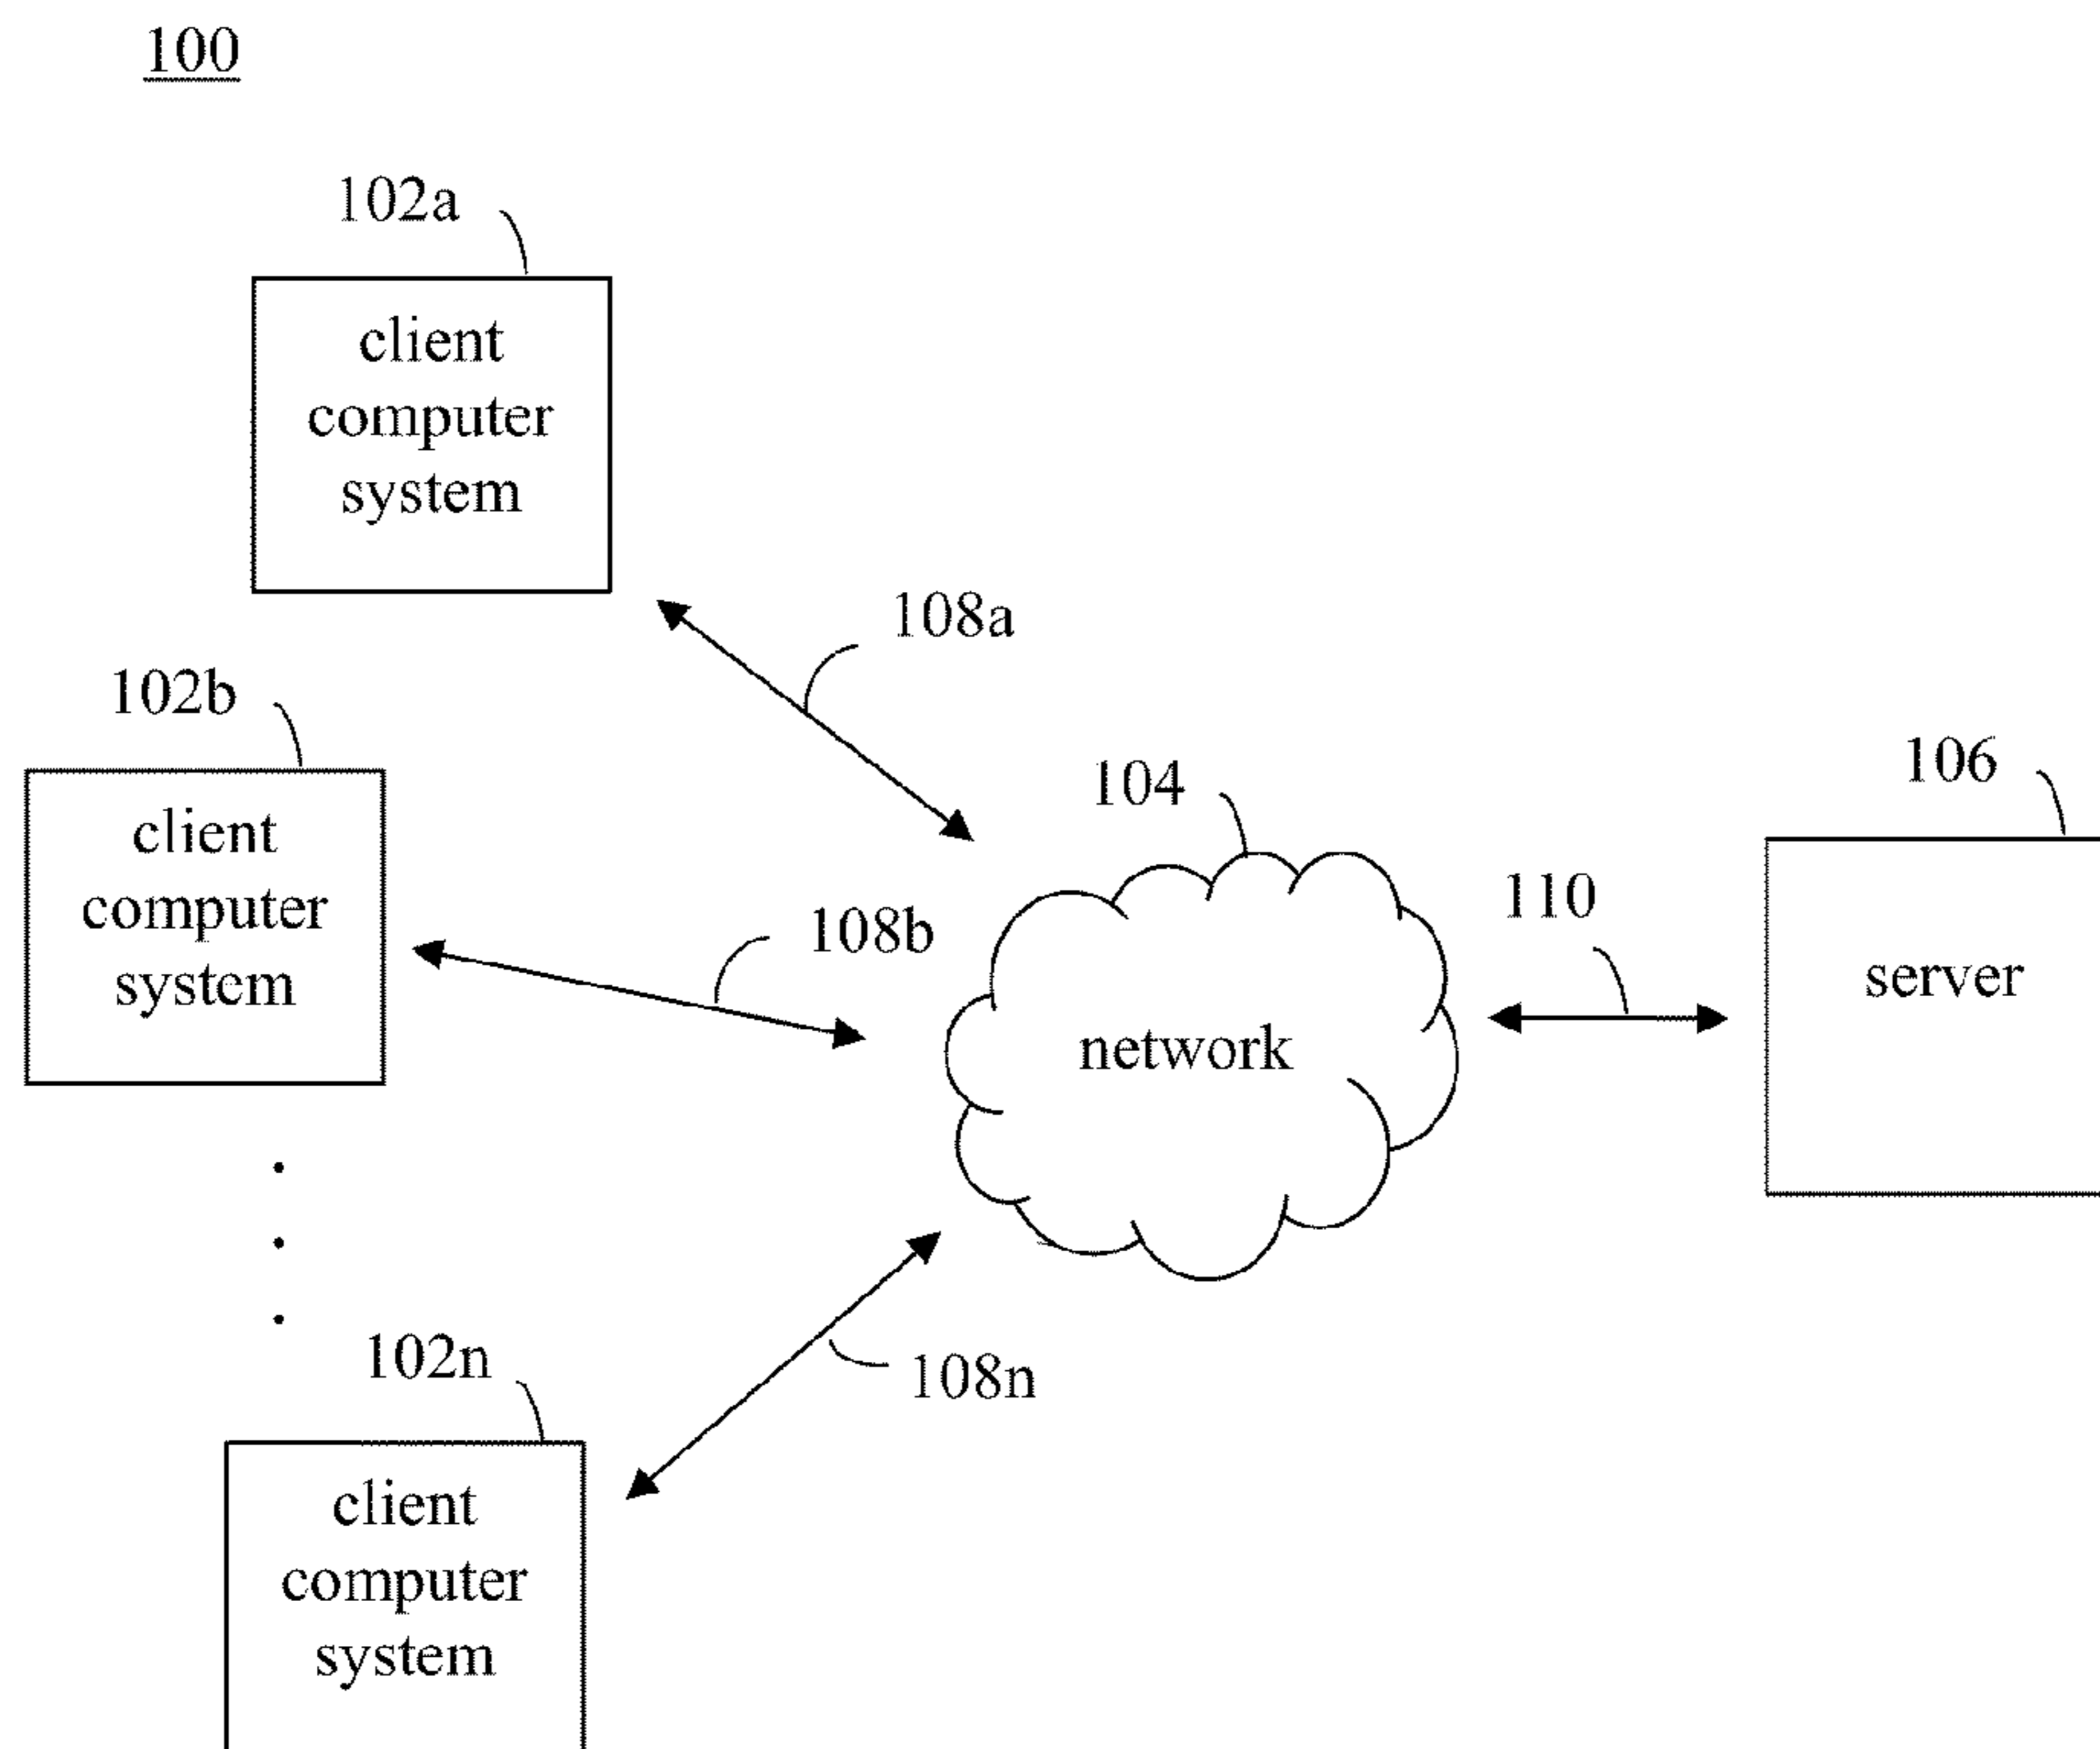 100
102a
client
computer
system
108a
102b
client
computer
system
108b
104
network
110
106
server
102n
108n
client
computer
system